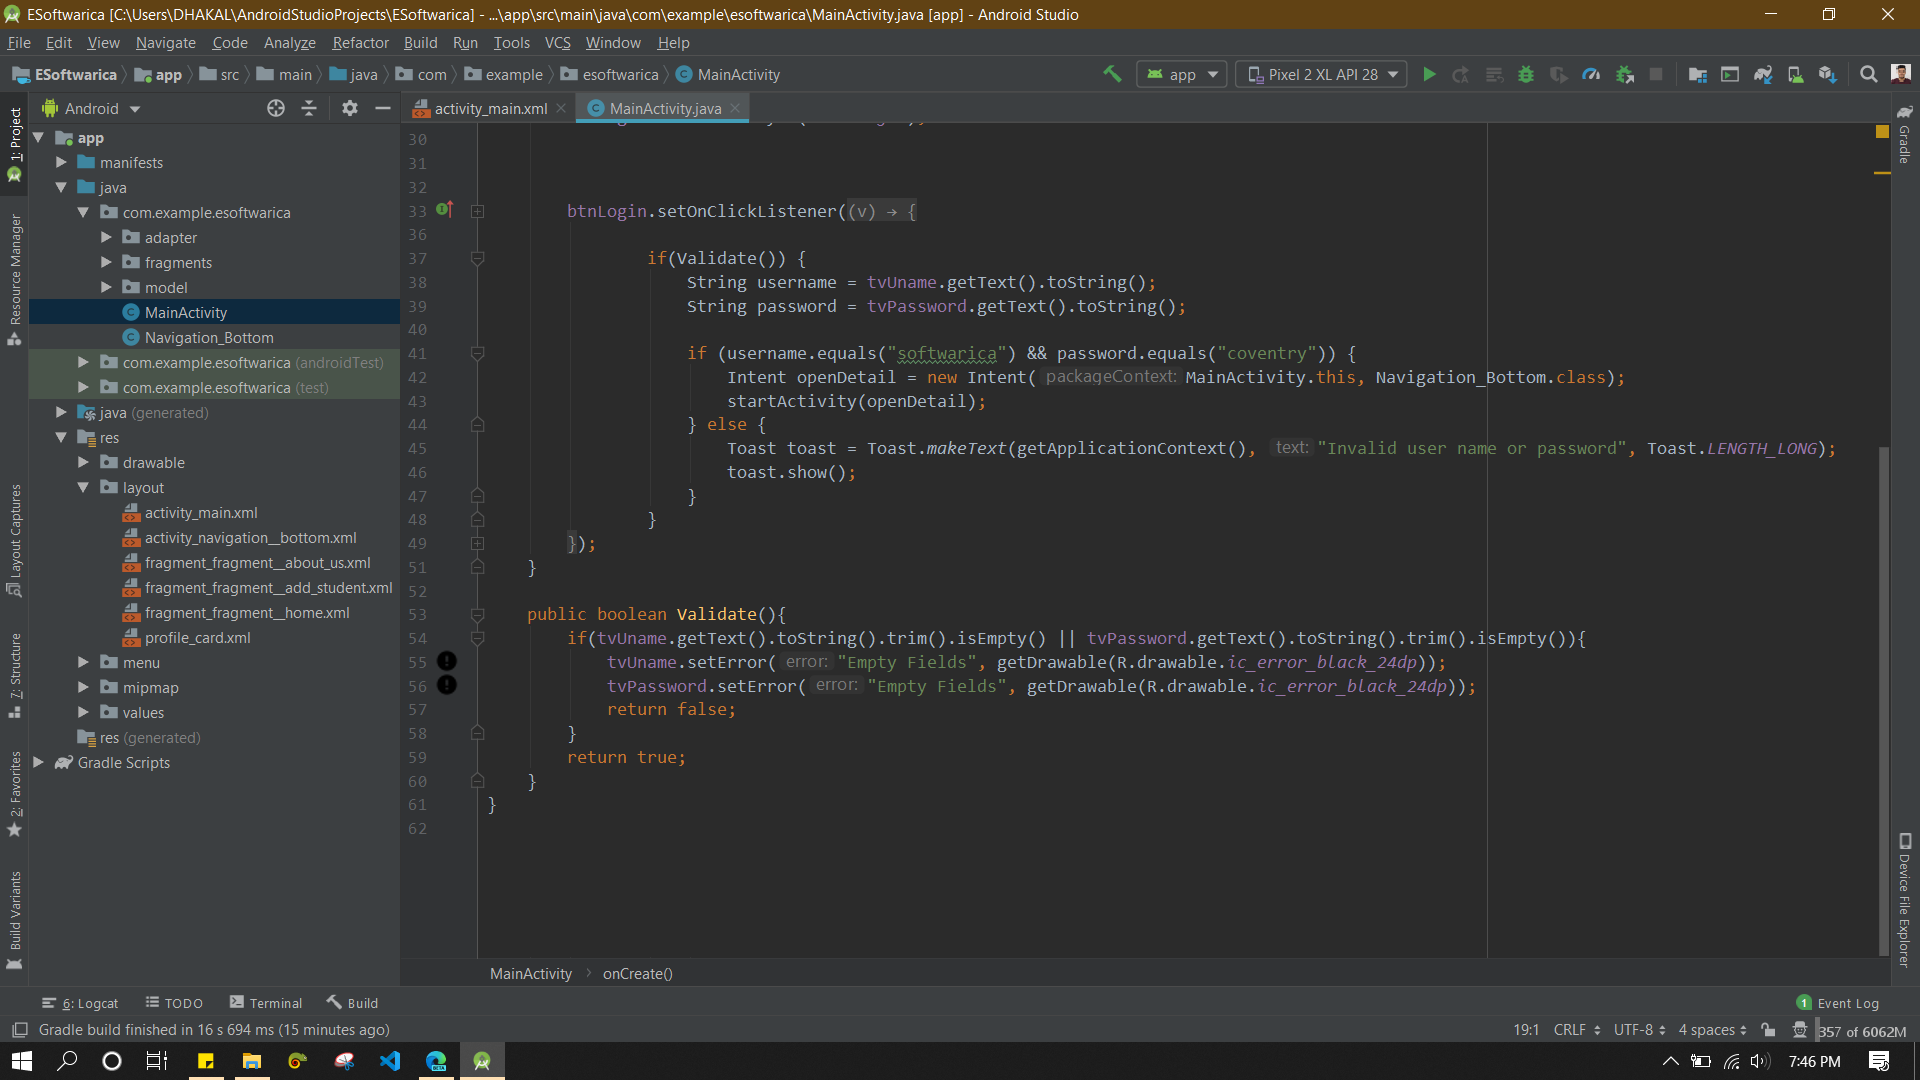 ESoftwarica [C:\Users\DHAKAL\AndroidStudioProjects\ESoftwarica] - ...\app\src\main\java\com\example\esoftwarica\MainActivity.java [app] - Android Studio
File Edit View Navigate Code Analyze Refactor Build Run Tools VCS Window Help
ESoftwarica app src main java com example esoftwarica MainActivity app Pixel 2 XL API 28
Android
activity_main.xml MainActivity.java
1: Project
Resource Manager
Layout Captures
7: Structure
2: Favorites
Build Variants
app
manifests
java
com.example.esoftwarica
adapter
fragments
model
MainActivity
Navigation_Bottom
com.example.esoftwarica (androidTest)
com.example.esoftwarica (test)
java (generated)
res
drawable
layout
activity_main.xml
activity_navigation__bottom.xml
fragment_fragment__about_us.xml
fragment_fragment__add_student.xml
fragment_fragment__home.xml
profile_card.xml
menu
mipmap
values
res (generated)
Gradle Scripts
30
31
32
33 btnLogin.setOnClickListener((v) → {
36
37 if(Validate()) {
38 String username = tvUname.getText().toString();
39 String password = tvPassword.getText().toString();
40
41 if (username.equals("softwarica") && password.equals("coventry")) {
42 Intent openDetail = new Intent( packageContext: MainActivity.this, Navigation_Bottom.class);
43 startActivity(openDetail);
44 } else {
45 Toast toast = Toast.makeText(getApplicationContext(), text: "Invalid user name or password", Toast.LENGTH_LONG);
46 toast.show();
47 }
48 }
49 });
51 }
52
53 public boolean Validate(){
54 if(tvUname.getText().toString().trim().isEmpty() || tvPassword.getText().toString().trim().isEmpty()){
55 tvUname.setError( error: "Empty Fields", getDrawable(R.drawable.ic_error_black_24dp));
56 tvPassword.setError( error: "Empty Fields", getDrawable(R.drawable.ic_error_black_24dp));
57 return false;
58 }
59 return true;
60 }
61 }
62
Gradle
Device File Explorer
MainActivity onCreate()
6: Logcat TODO Terminal Build 1 Event Log
Gradle build finished in 16 s 694 ms (15 minutes ago) 19:1 CRLF UTF-8 4 spaces 357 of 6062M
BETA
7:46 PM